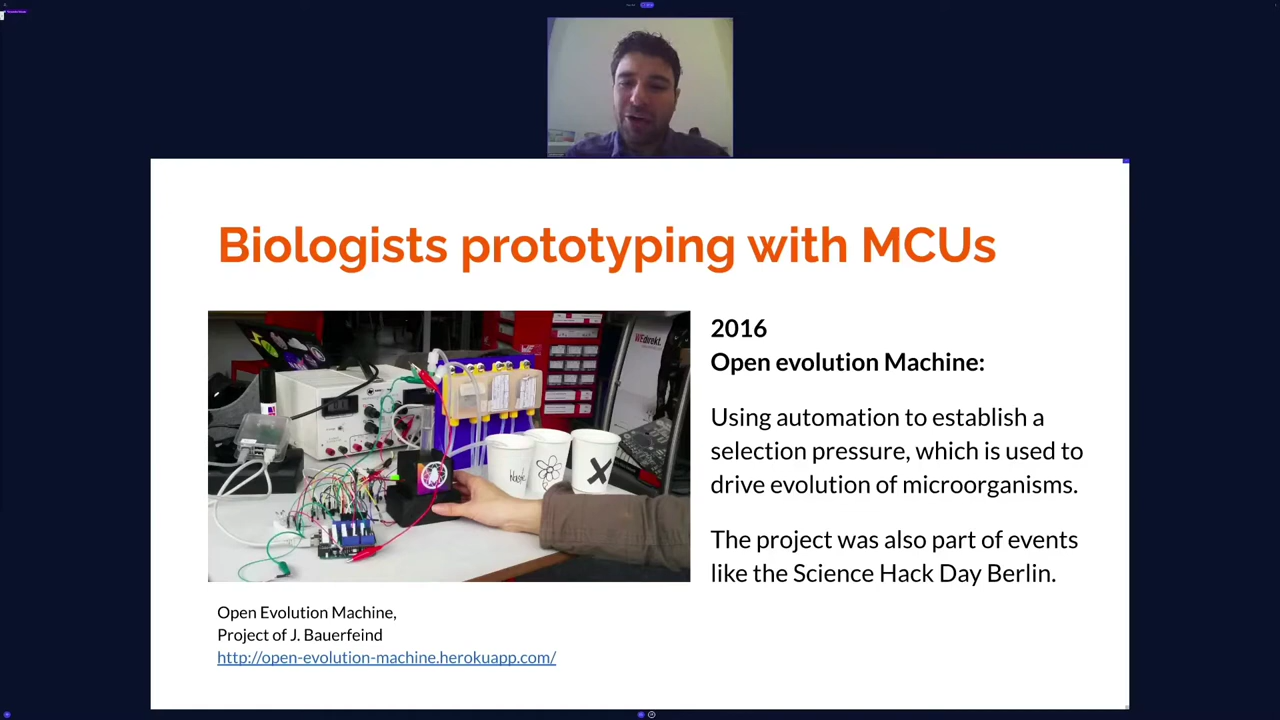 Biologists prototyping with MCUs
WEdirekt.
2016
Open evolution Machine:
Using automation to establish a
selection pressure, which is used to
drive evolution of microorganisms.
The project was also part of events
like the Science Hack Day Berlin.
Open Evolution Machine,
Project of J. Bauerfeind
http://open-evolution-machine.herokuapp.com/